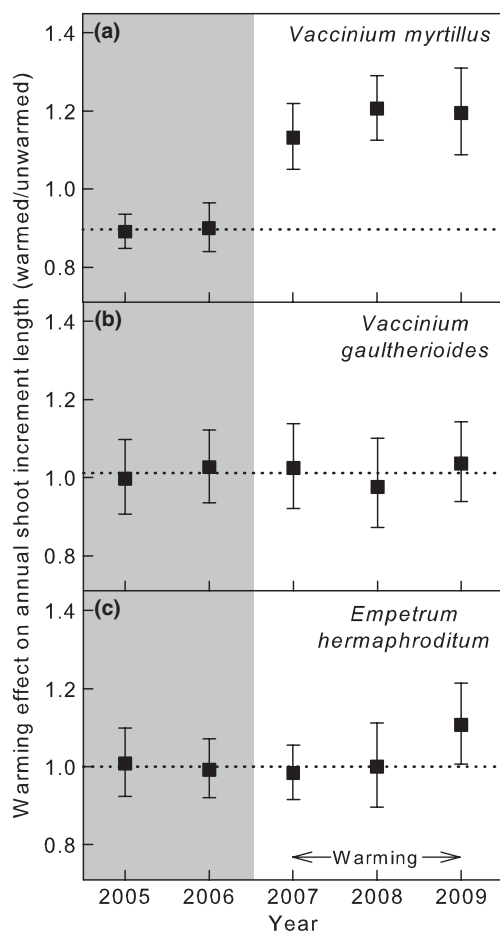 Warming effect on annual shoot increment length (warmed/unwarmed)
(a)
Vaccinium myrtillus
1.4
1.2
1.0
0.8
(b)
Vaccinium
gaultherioides
1.4
1.2
1.0
0.8
(c)
Empetrum
hermaphroditum
1.4
1.2
1.0
0.8
Warming
2005 2006 2007 2008 2009
Year